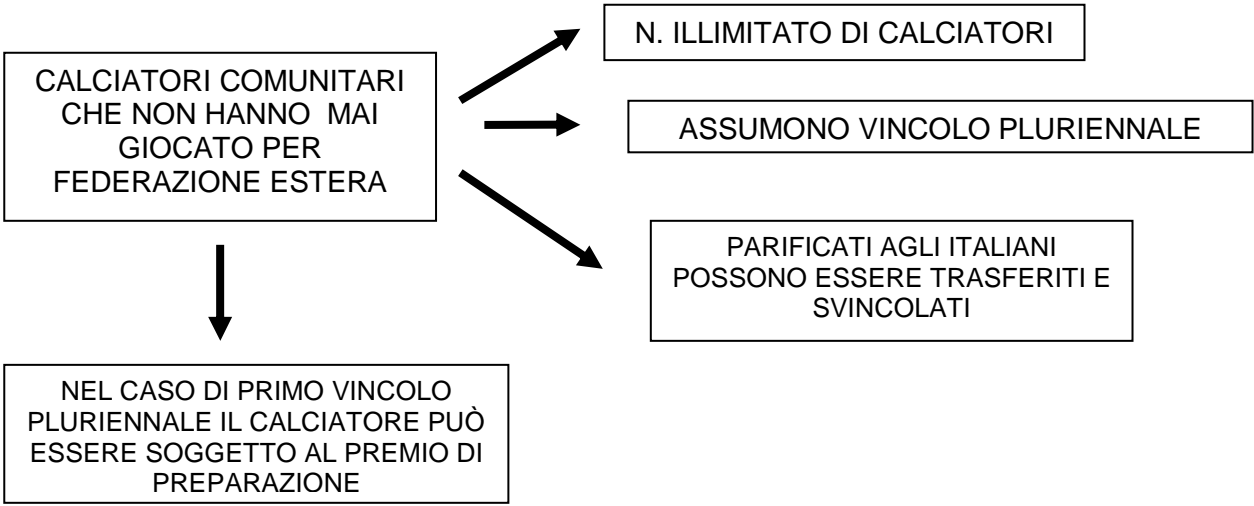 N. ILLIMITATO DI CALCIATORI
CALCIATORI COMUNITARI
CHE NON HANNO MAI
GIOCATO PER
FEDERAZIONE ESTERA
ASSUMONO VINCOLO PLURIENNALE
PARIFICATI AGLI ITALIANI
POSSONO ESSERE TRASFERITI E
SVINCOLATI
NEL CASO DI PRIMO VINCOLO
PLURIENNALE IL CALCIATORE PUÒ
ESSERE SOGGETTO AL PREMIO DI
PREPARAZIONE